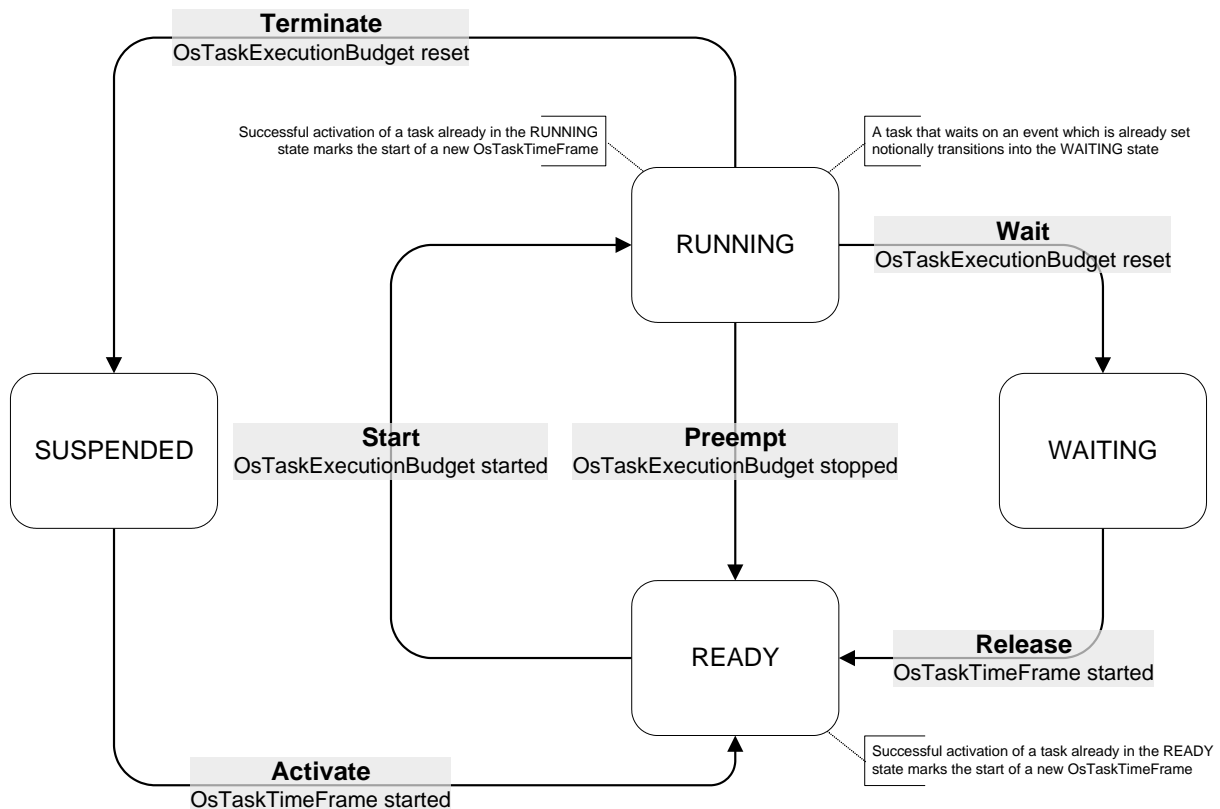 Terminate
OsTaskExecutionBudget reset
Successful activation of a task already in the RUNNING
state marks the start of a new OsTaskTimeFrame
A task that waits on an event which is already set
notionally transitions into the WAITING state
RUNNING
Wait
OsTaskExecutionBudget reset
SUSPENDED
Start
OsTaskExecutionBudget started
Preempt
OsTaskExecutionBudget stopped
WAITING
READY
Release
OsTaskTimeFrame started
Successful activation of a task already in the READY
state marks the start of a new OsTaskTimeFrame
Activate
OsTaskTimeFrame started